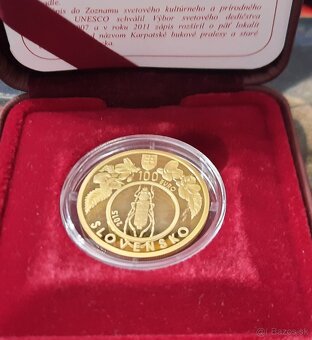 pis do Zoznamu svetového kultúrneho a prírodného
UNESCO schválil Výbor svetového dedičstva
a v roku 2011 zápis rozšíril o päť lokalít
názvom Karpatské bukové pralesy a staré
100 EURO
2015
SLOVENSKO
© Bazos.sk